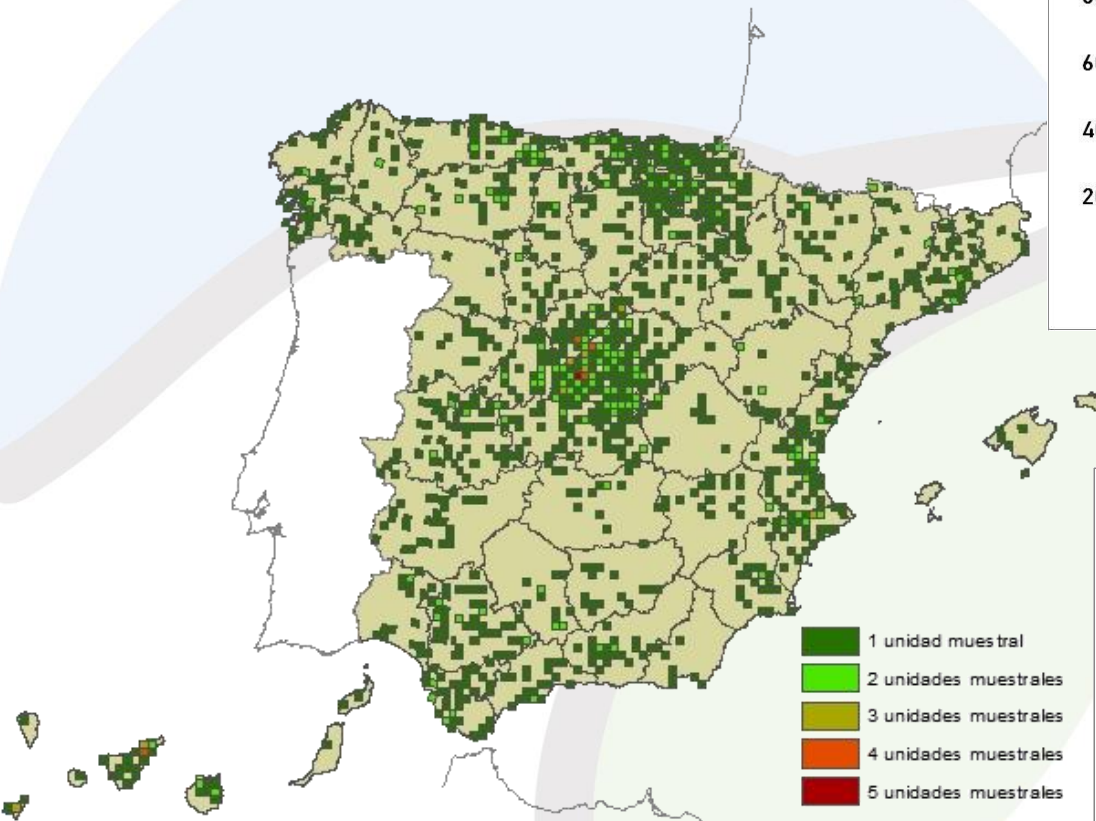 1 unidad muestral
2 unidades muestrales
3 unidades muestrales
4 unidades muestrales
5 unidades muestrales